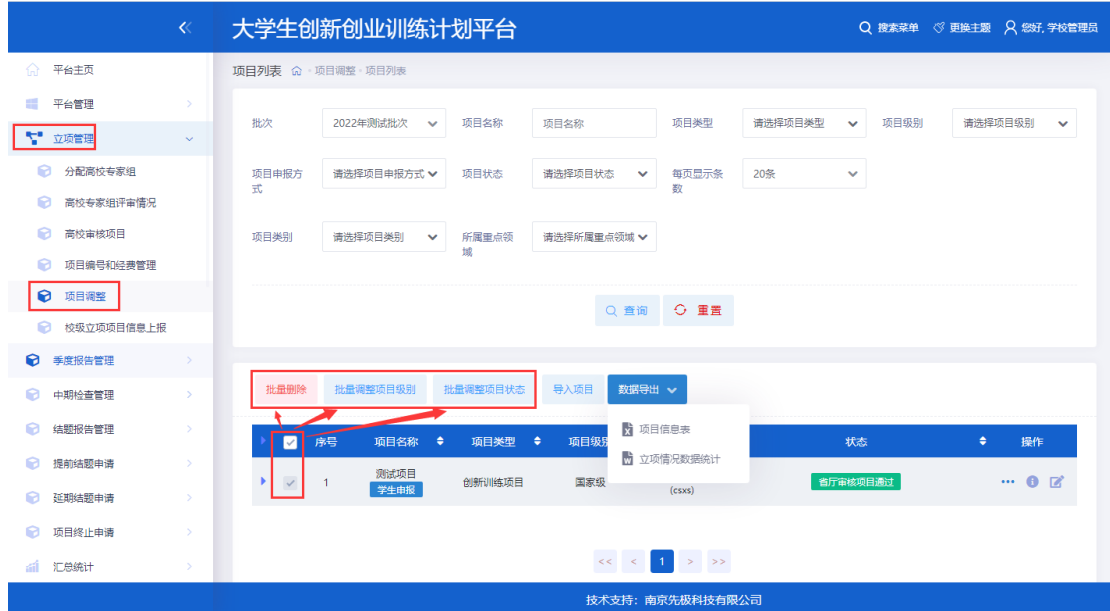 大学生创新创业训练计划平台
搜索菜单 更换主题 您好, 学校管理员
平台主页
平台管理
立项管理
分配高校专家组
高校专家组评审情况
高校审核项目
项目编号和经费管理
项目调整
校级立项项目信息上报
季度报告管理
中期检查管理
结题报告管理
提前结题申请
延期结题申请
项目终止申请
汇总统计
项目列表 · 项目调整 · 项目列表
批次 2022年测试批次 项目名称 项目名称 项目类型 请选择项目类型 项目级别 请选择项目级别
项目申报方式 请选择项目申报方式 项目状态 请选择项目状态 每页显示条数 20条
项目类别 请选择项目类别 所属重点领域 请选择所属重点领域
查询 重置
批量删除 批量调整项目级别 批量调整项目状态 导入项目 数据导出
项目信息表
立项情况数据统计
序号 项目名称 项目类型 项目级别 状态 操作
1 测试项目 创新训练项目 国家级 省厅审核项目通过
学生申报 (csxs)
<< < 1 > >>
技术支持：南京先极科技有限公司